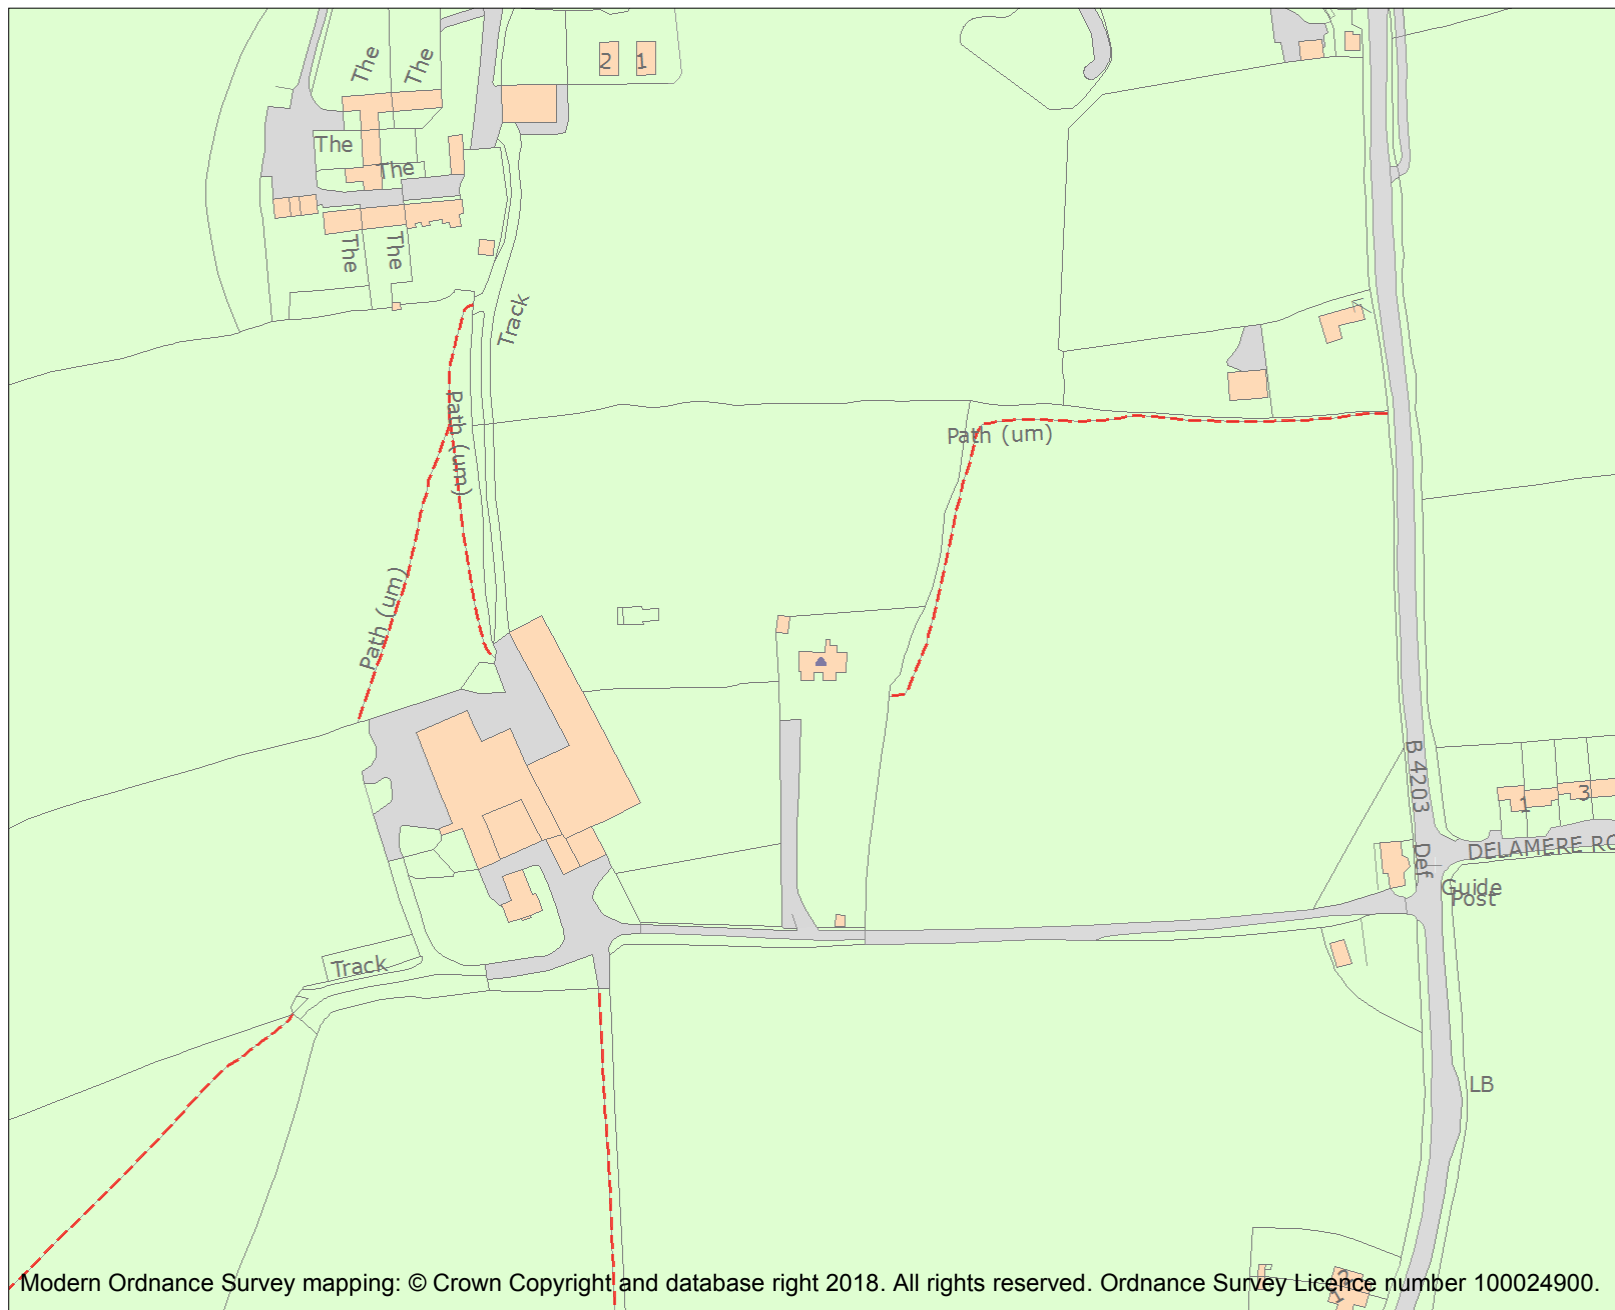 The
The
2
1
The
The
The
The
Track
Path (um)
Path (um)
Path (um)
B 4203
1
3
Def
DELAMERE RO
Guide
Post
Track
LB
2
1
Modern Ordnance Survey mapping: © Crown Copyright and database right 2018. All rights reserved. Ordnance Survey Licence number 100024900.